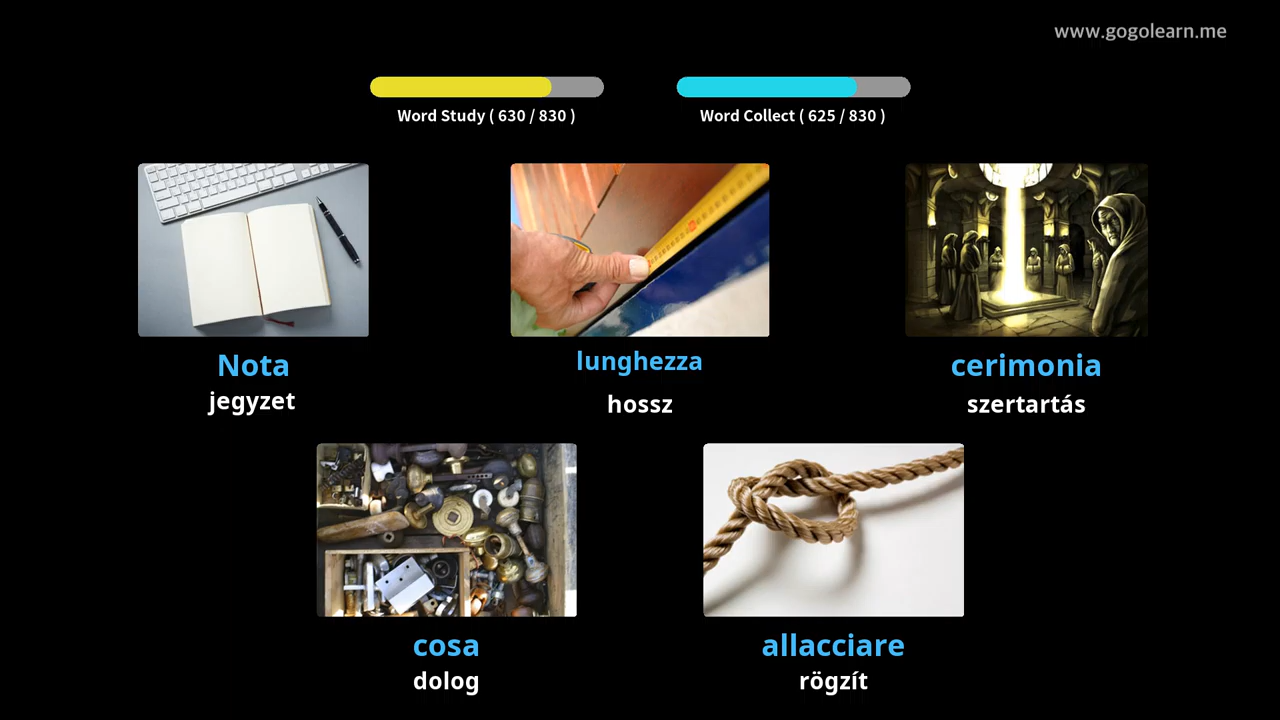 www.gogolearn.me
Word Study ( 630 / 830 )
Word Collect ( 625 / 830 )
Nota
jegyzet
lunghezza
hossz
cerimonia
szertartás
cosa
dolog
allacciare
rögzít